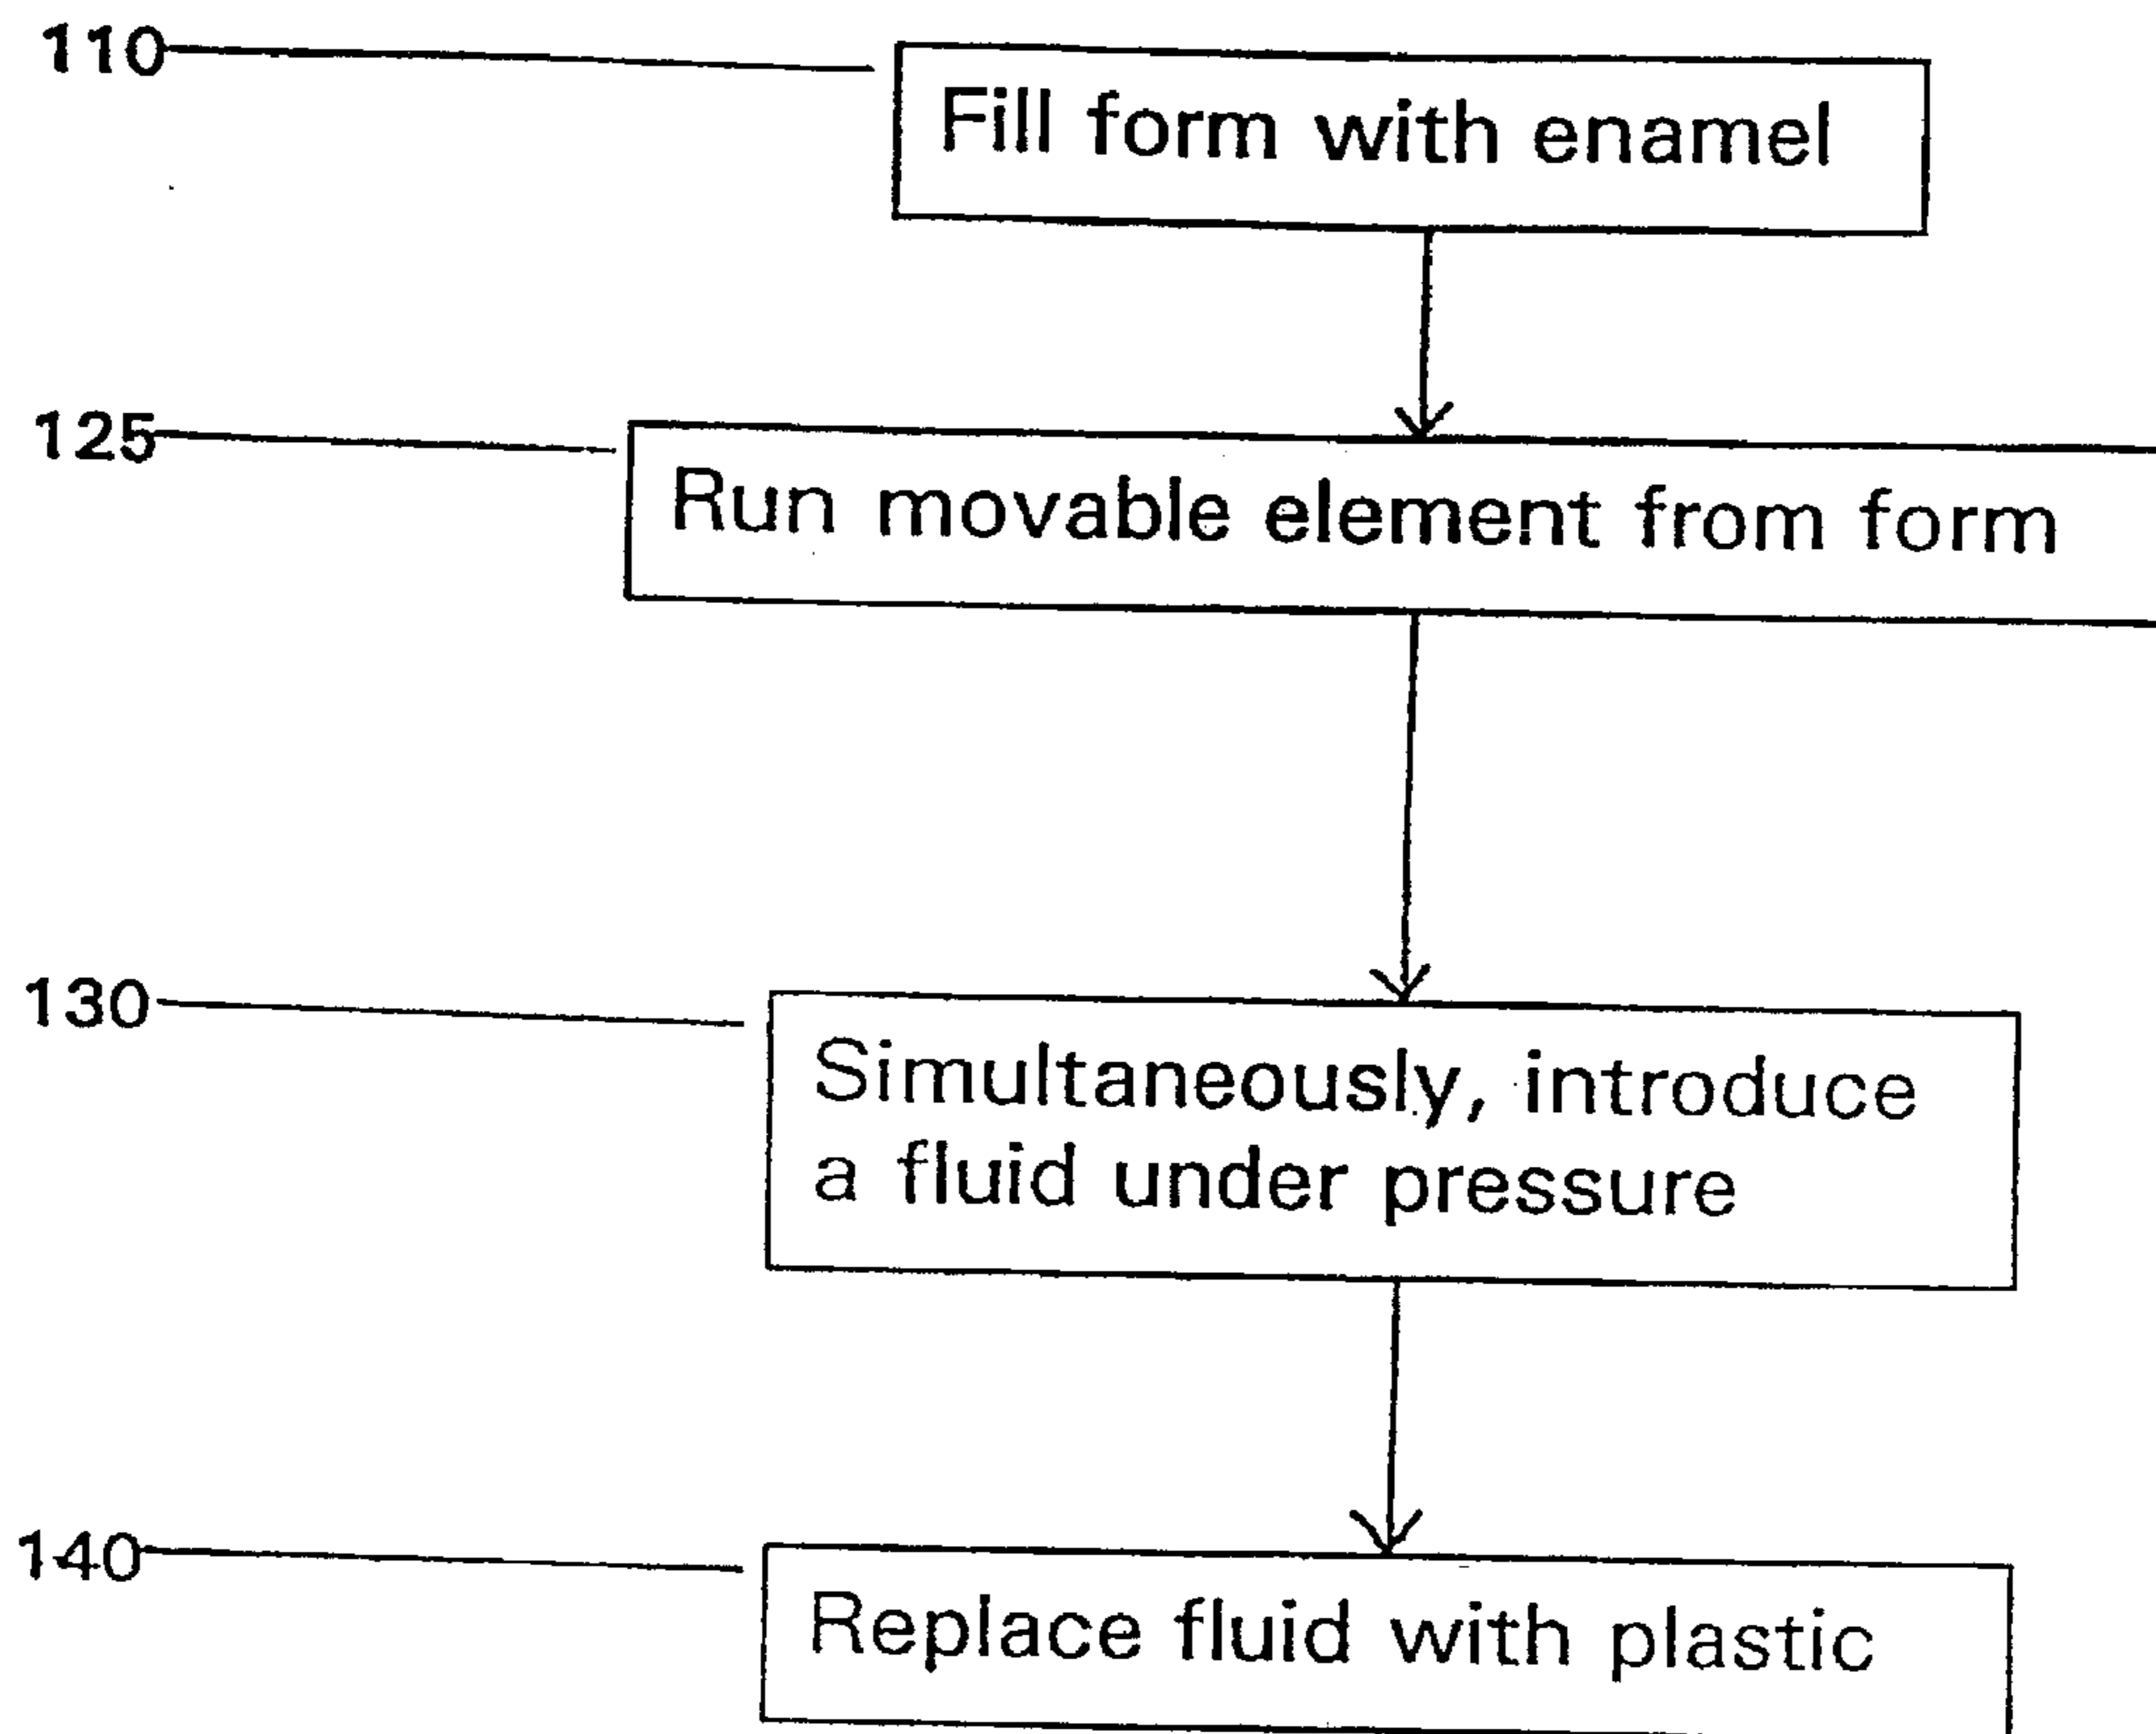 110
Fill form with enamel
125
Run movable element from form
130
Simultaneously, introduce
a fluid under pressure
140
Replace fluid with plastic